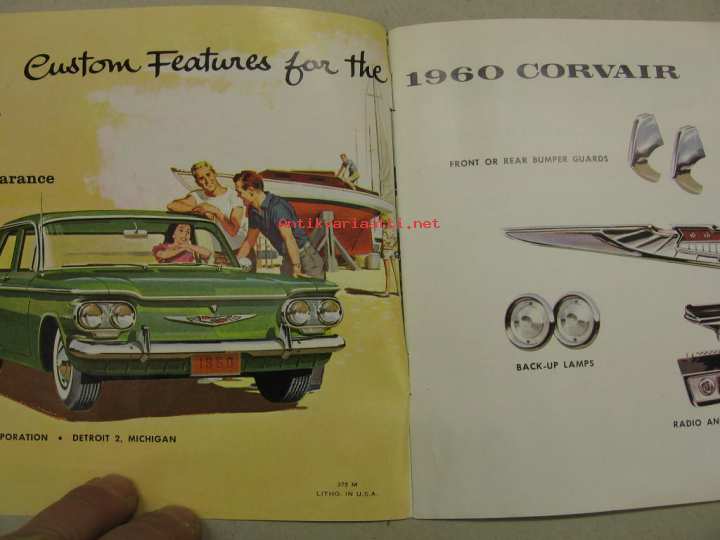 Custom Features for the 1960 CORVAIR
arance
1960
PORATION • DETROIT 2, MICHIGAN
375 M
LITHO. IN U.S.A.
FRONT OR REAR BUMPER GUARDS
BACK-UP LAMPS
RADIO AN
Antikvariaatti.net